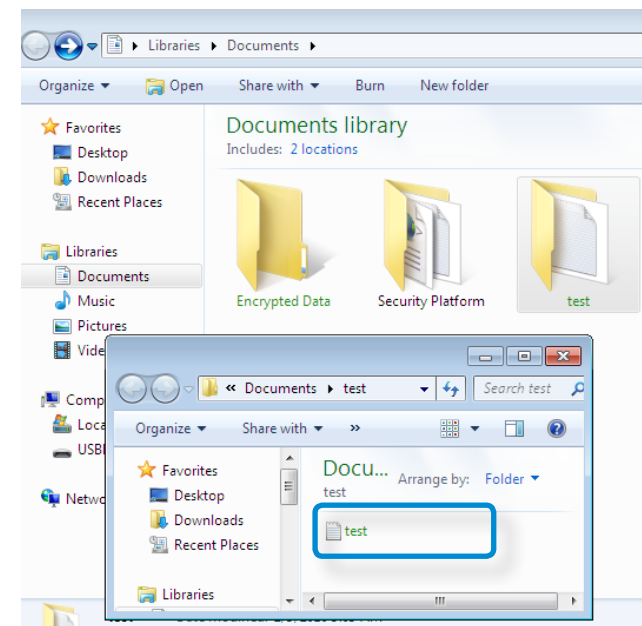 Libraries Documents
Organize Open Share with Burn New folder
Favorites
Desktop
Downloads
Recent Places
Libraries
Documents
Music
Pictures
Documents library
Includes: 2 locations
Encrypted Data Security Platform test
« Documents test Search test
Organize Share with »
Favorites
Desktop
Downloads
Recent Places
Libraries
Docu... Arrange by: Folder
test
test